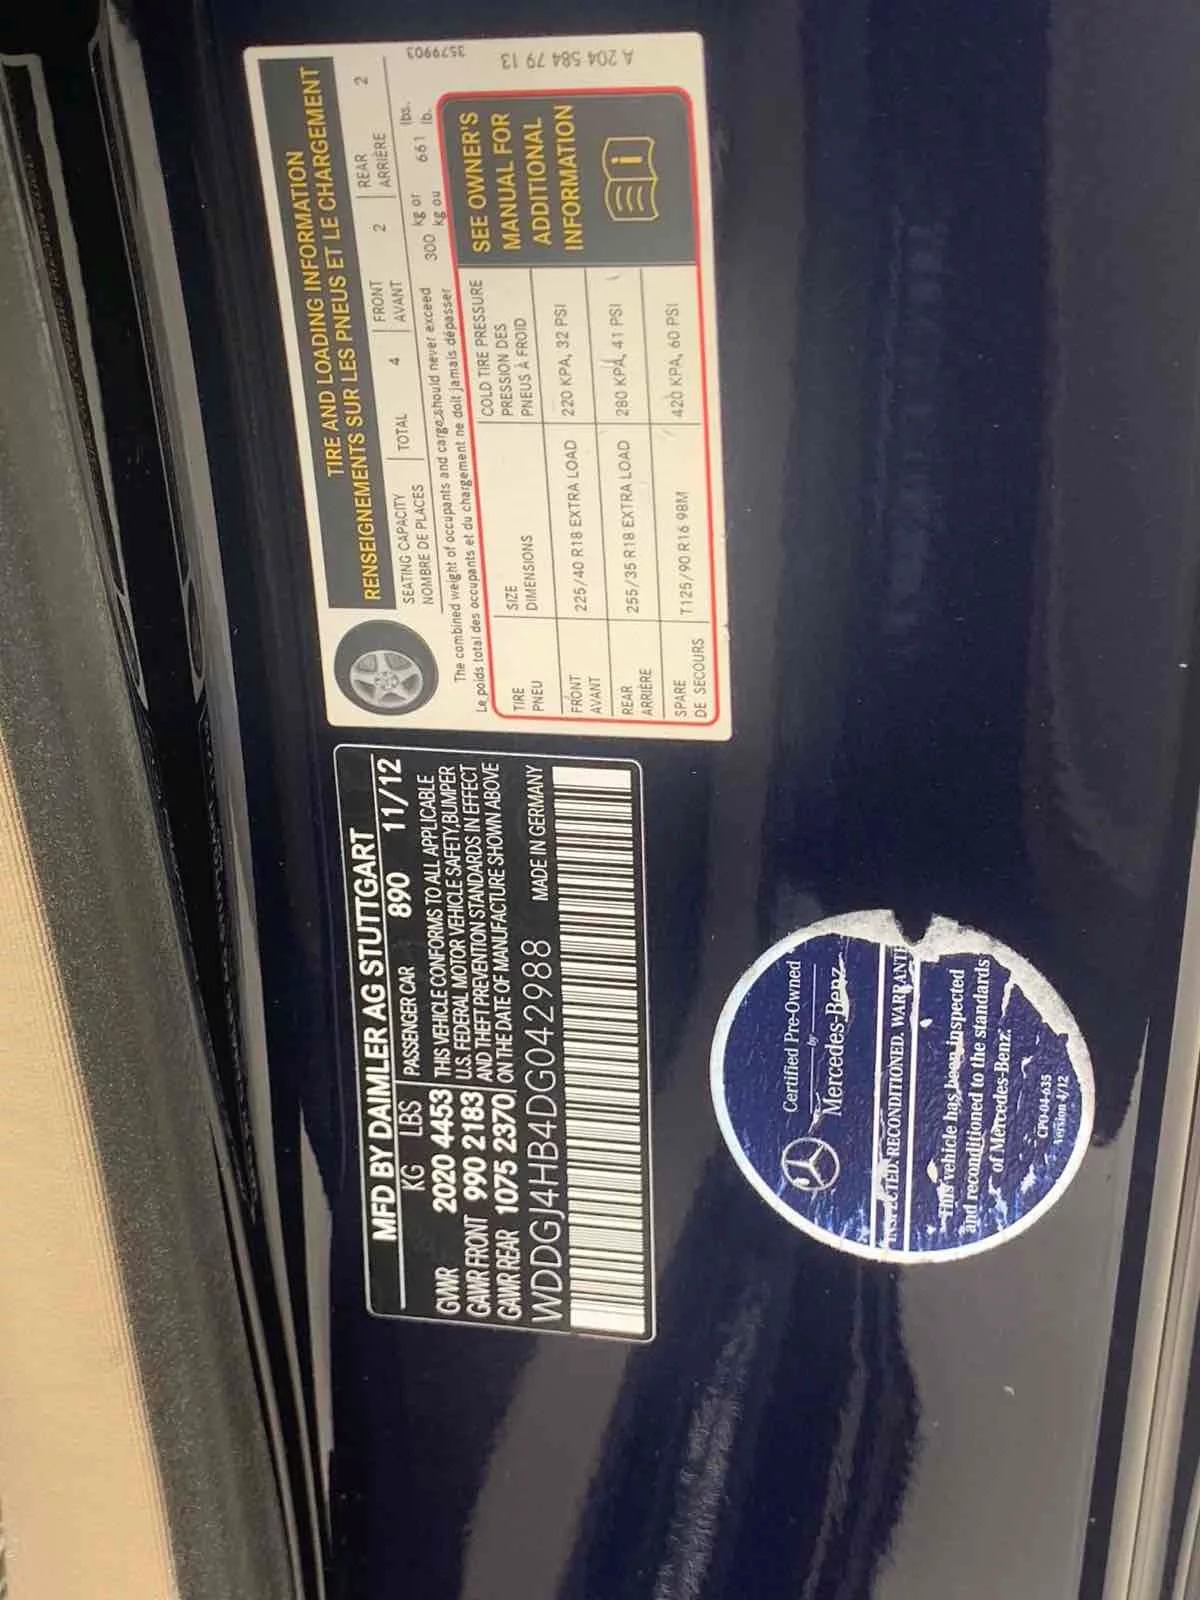 MFD BY DAIMLER AG STUTTGART
KG LBS PASSENGER CAR 890 11/12
GVWR 2020 4453
GAWR FRONT 990 2183
GAWR REAR 1075 2370
THIS VEHICLE CONFORMS TO ALL APPLICABLE
U.S. FEDERAL MOTOR VEHICLE SAFETY, BUMPER
AND THEFT PREVENTION STANDARDS IN EFFECT
ON THE DATE OF MANUFACTURE SHOWN ABOVE
WDDGJ4HB4DG042988 MADE IN GERMANY
TIRE AND LOADING INFORMATION
RENSEIGNEMENTS SUR LES PNEUS ET LE CHARGEMENT
SEATING CAPACITY
NOMBRE DE PLACES
TOTAL 4
FRONT
AVANT
2
REAR
ARRIÈRE
2
The combined weight of occupants and cargo should never exceed
Le poids total des occupants et du chargement ne doit jamais dépasser
300 kg or 661 lbs.
kg ou lb.
3579903
A 204 584 79 13
TIRE
PNEU
SIZE
DIMENSIONS
COLD TIRE PRESSURE
PRESSION DES
PNEUS À FROID
FRONT
AVANT
225/40 R18 EXTRA LOAD
220 KPA, 32 PSI
REAR
ARRIÈRE
255/35 R18 EXTRA LOAD
280 KPA, 41 PSI
SPARE
DE SECOURS
T125/90 R16 98M
420 KPA, 60 PSI
SEE OWNER'S
MANUAL FOR
ADDITIONAL
INFORMATION
Certified Pre-Owned
by
Mercedes-Benz
INSPECTED. RECONDITIONED. WARRANTE
This vehicle has been inspected
and reconditioned to the standards
of Mercedes-Benz.
CPO-04-635
Version 4/12